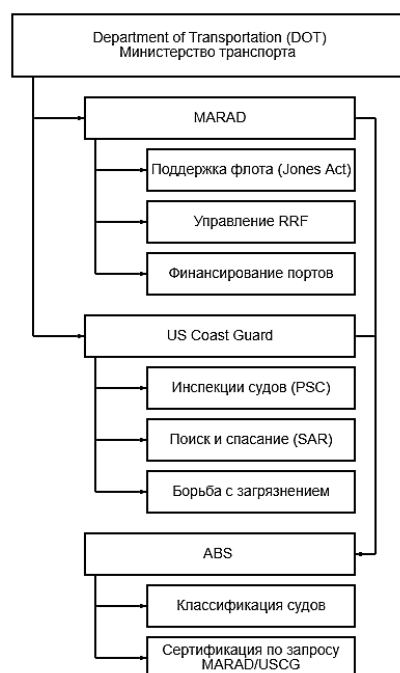 Department of Transportation (DOT)
Министерство транспорта
MARAD
Поддержка флота (Jones Act)
Управление RRF
Финансирование портов
US Coast Guard
Инспекции судов (PSC)
Поиск и спасание (SAR)
Борьба с загрязнением
ABS
Классификация судов
Сертификация по запросу
MARAD/USCG